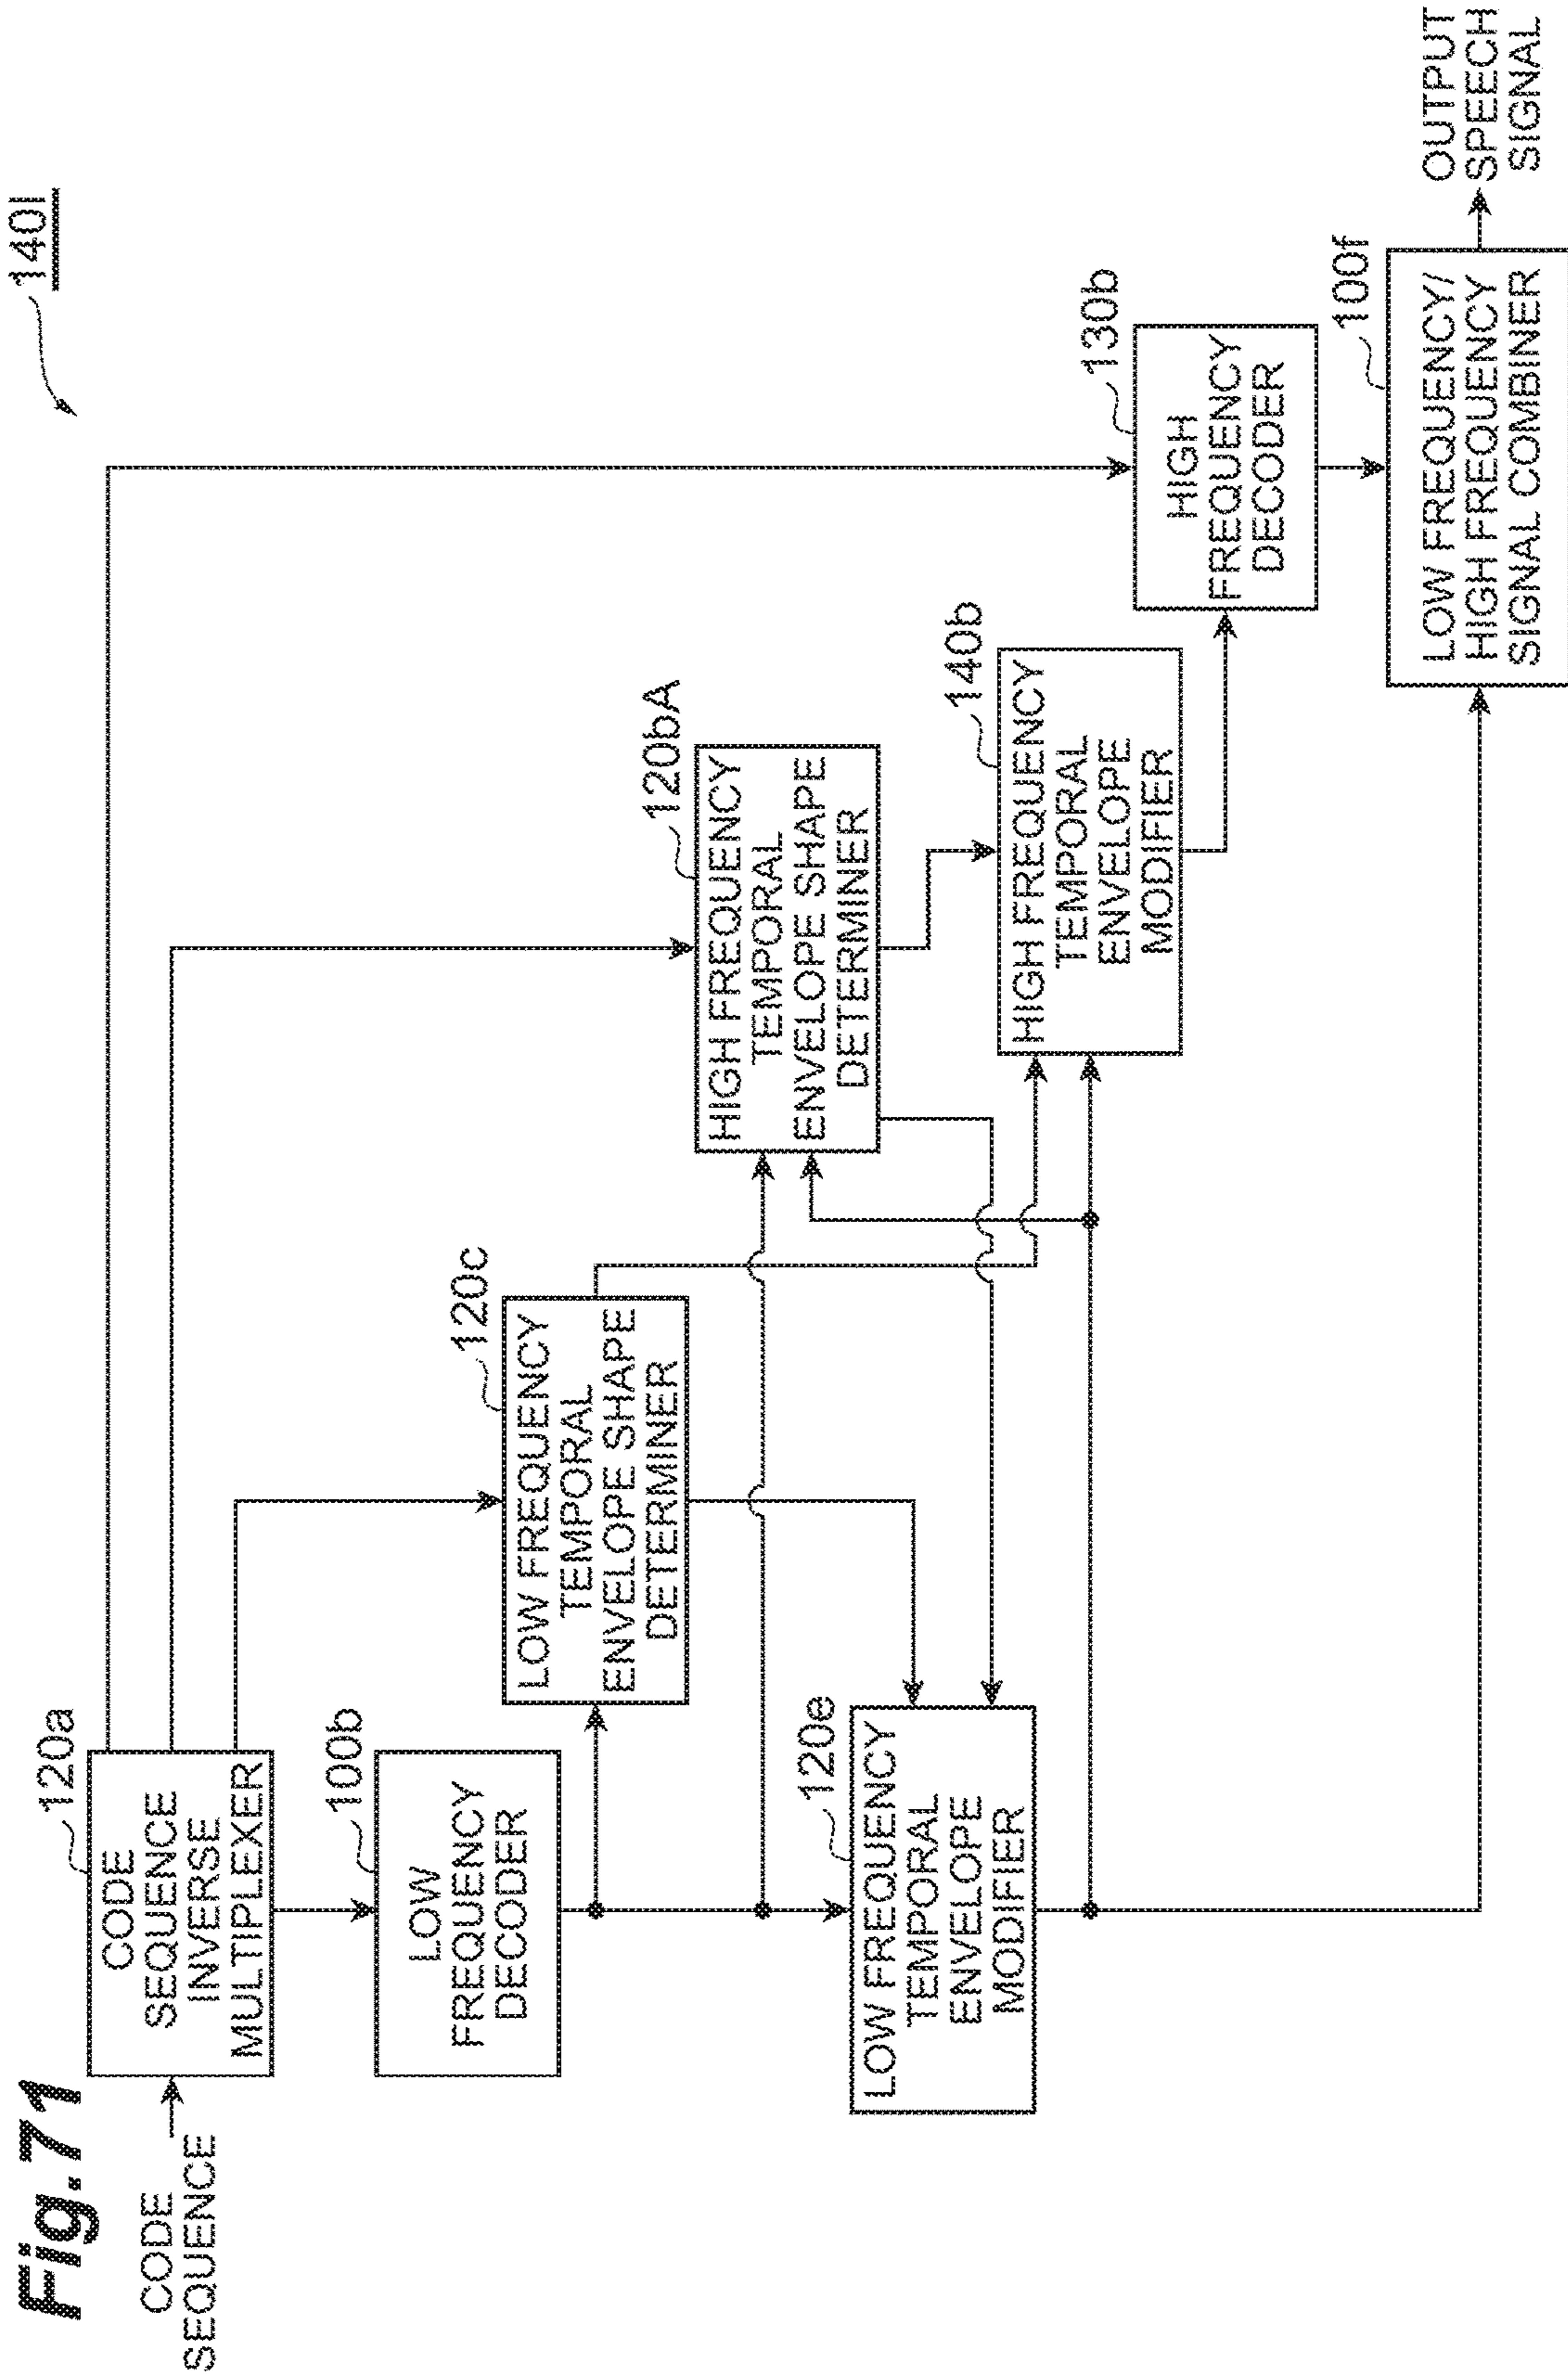 Fig.71
140I
CODE
SEQUENCE
120a
CODE
SEQUENCE
INVERSE
MULTIPLEXER
100b
LOW
FREQUENCY
DECODER
120c
LOW FREQUENCY
TEMPORAL
ENVELOPE SHAPE
DETERMINER
120bA
HIGH FREQUENCY
TEMPORAL
ENVELOPE SHAPE
DETERMINER
120e
LOW FREQUENCY
TEMPORAL
ENVELOPE
MODIFIER
140b
HIGH FREQUENCY
TEMPORAL
ENVELOPE
MODIFIER
130b
HIGH
FREQUENCY
DECODER
100f
LOW FREQUENCY/
HIGH FREQUENCY
SIGNAL COMBINER
OUTPUT
SPEECH
SIGNAL